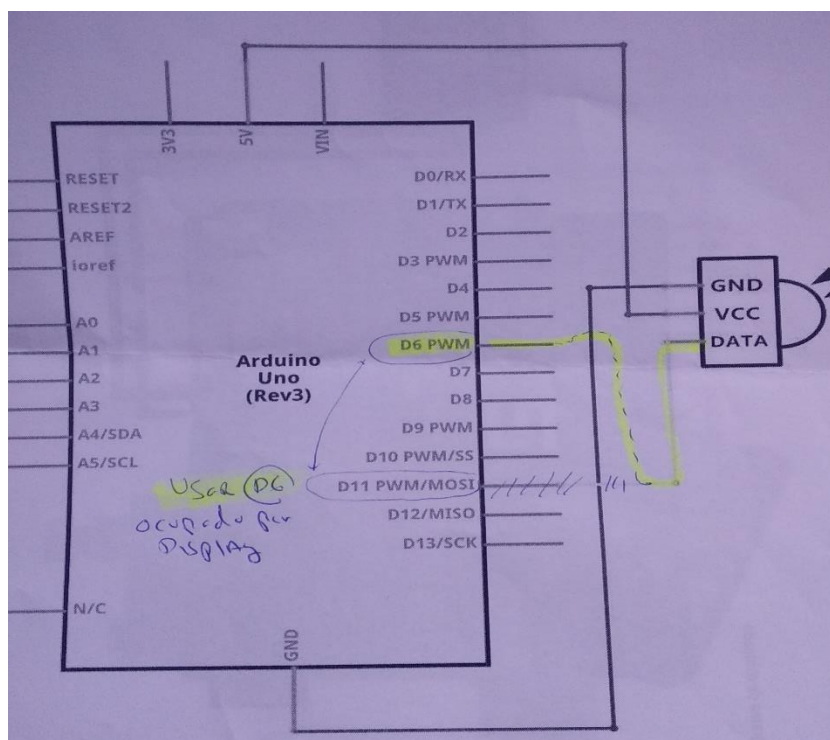 3V3
5V
VIN
RESET
RESET2
AREF
ioref
A0
A1
A2
A3
A4/SDA
A5/SCL
N/C
Arduino
Uno
(Rev3)
D0/RX
D1/TX
D2
D3 PWM
D4
D5 PWM
D6 PWM
D7
D8
D9 PWM
D10 PWM/SS
D11 PWM/MOSI
D12/MISO
D13/SCK
GND
GND
VCC
DATA
Usar D6
ocupado por
Display